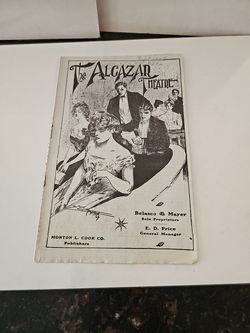 The Alcazar
Theatre
Belasco & Mayer
Sole Proprietors
E. D. Price
General Manager
MORTON L. COOK CO.
Publishers